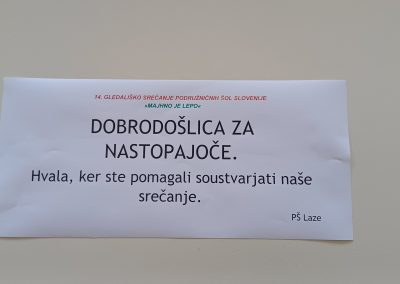 14. GLEDALIŠKO SREČANJE PODRUŽNIČNIH ŠOL SLOVENIJE
»MAJHNO JE LEPO«
DOBRODOŠLICA ZA
NASTOPAJOČE.
Hvala, ker ste pomagali soustvarjati naše
srečanje.
PŠ Laze